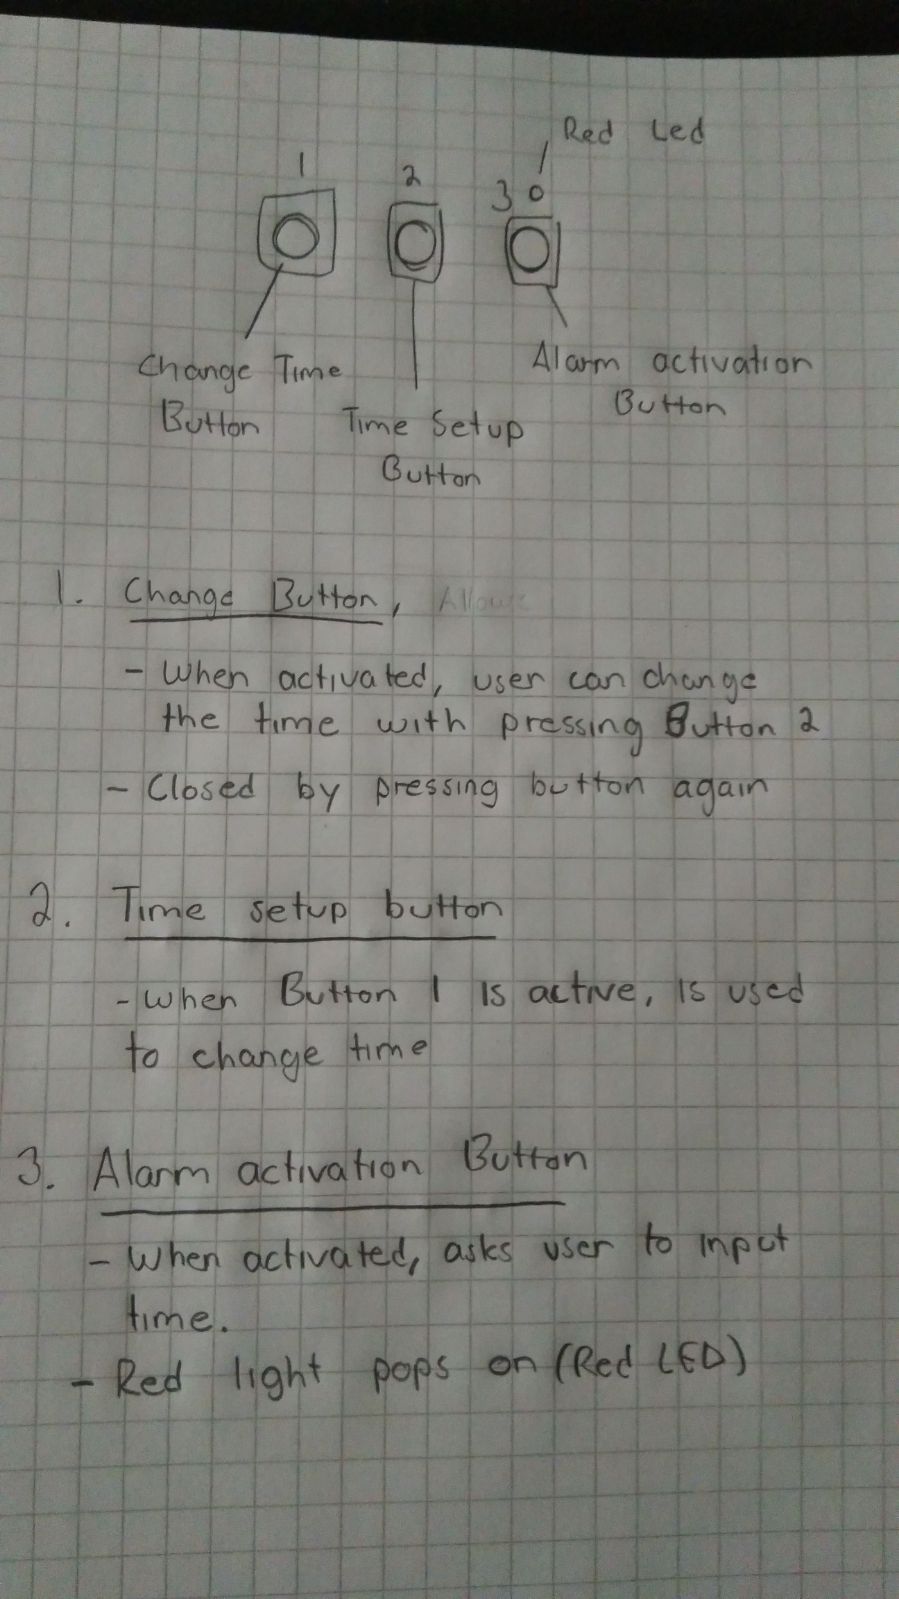 Red Led
1 2 3
Change Time
Button
Time Setup
Button
Alarm activation
Button
1. Change Button, Allows
- When activated, user can change
the time with pressing Button 2
- Closed by pressing button again
2. Time setup button
- When Button 1 is active, is used
to change time
3. Alarm activation Button
- When activated, asks user to input
time.
- Red light pops on (Red LED)